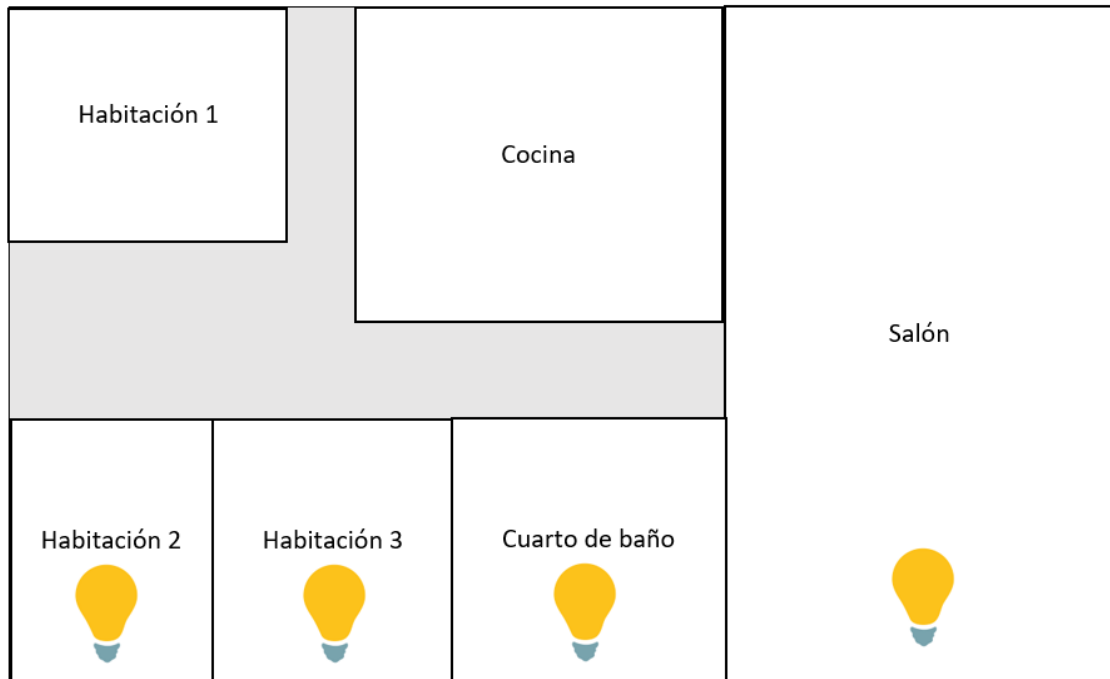 Habitación 1
Cocina
Salón
Habitación 2
Habitación 3
Cuarto de baño